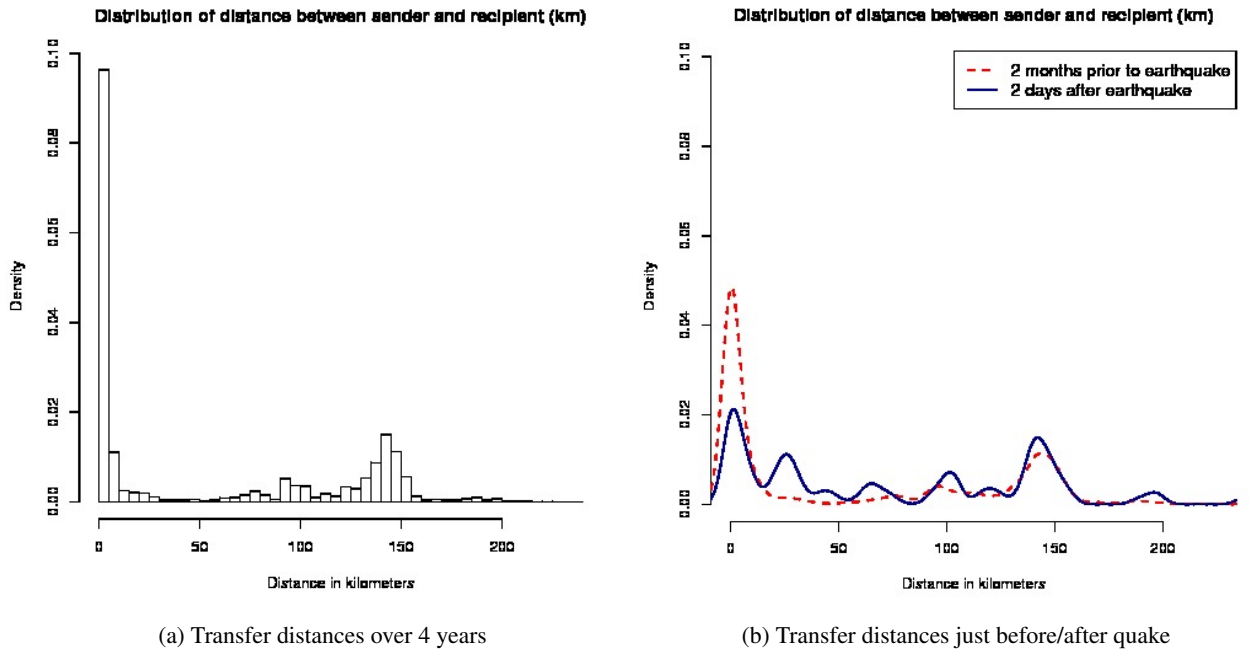 Distribution of distance between sender and recipient (km)
0.10
0.08
0.06
0.04
0.02
0.00
Density
0 50 100 150 200
Distance in kilometers
(a) Transfer distances over 4 years
Distribution of distance between sender and recipient (km)
2 months prior to earthquake
2 days after earthquake
0.10
0.08
0.06
0.04
0.02
0.00
Density
0 50 100 150 200
Distance in kilometers
(b) Transfer distances just before/after quake